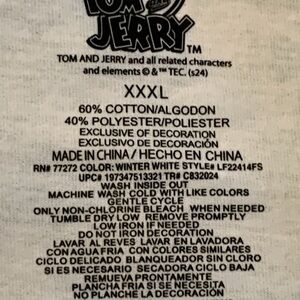 TOM AND
JERRY™
TOM AND JERRY and all related characters
and elements © & ™ TEC. (s24)
XXXL
60% COTTON/ALGODON
40% POLYESTER/POLIESTER
EXCLUSIVE OF DECORATION
EXCLUSIVO DE DECORACIÓN
MADE IN CHINA / HECHO EN CHINA
RN# 77272 COLOR: WINTER WHITE STYLE# LF22414FS
UPC# 197347513321 TR# C832024
WASH INSIDE OUT
MACHINE WASH COLD WITH LIKE COLORS
GENTLE CYCLE
ONLY NON-CHLORINE BLEACH WHEN NEEDED
TUMBLE DRY LOW REMOVE PROMPTLY
LOW IRON IF NEEDED
DO NOT IRON DECORATION
LAVAR AL REVES LAVAR EN LAVADORA
CON AGUA FRIA CON COLORES SIMILARES
CICLO DELICADO BLANQUEADOR SIN CLORO
SI ES NECESARIO SECADORA CICLO BAJA
REMUEVA PRONTAMENTE
PLANCHA FRIA SI SE NECESITA
NO PLANCHE LA DECORACIÓN